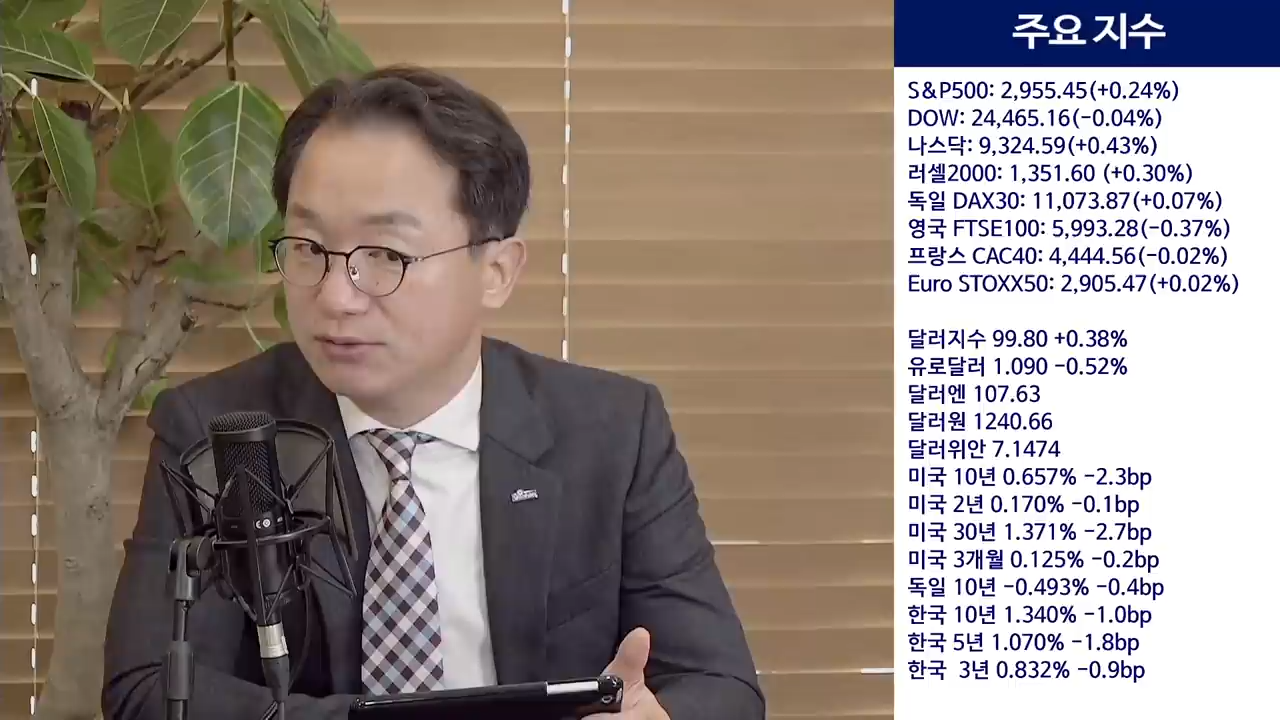 주요 지수
S&P500: 2,955.45(+0.24%)
DOW: 24,465.16(-0.04%)
나스닥: 9,324.59(+0.43%)
러셀2000: 1,351.60 (+0.30%)
독일 DAX30: 11,073.87(+0.07%)
영국 FTSE100: 5,993.28(-0.37%)
프랑스 CAC40: 4,444.56(-0.02%)
Euro STOXX50: 2,905.47(+0.02%)
달러지수 99.80 +0.38%
유로달러 1.090 -0.52%
달러엔 107.63
달러원 1240.66
달러위안 7.1474
미국 10년 0.657% -2.3bp
미국 2년 0.170% -0.1bp
미국 30년 1.371% -2.7bp
미국 3개월 0.125% -0.2bp
독일 10년 -0.493% -0.4bp
한국 10년 1.340% -1.0bp
한국 5년 1.070% -1.8bp
한국 3년 0.832% -0.9bp